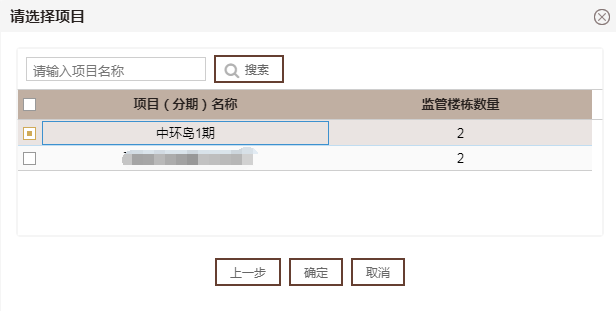 请选择项目
请输入项目名称 搜索
项目（分期）名称 监管楼栋数量
中环岛1期 2
2
上一步 确定 取消